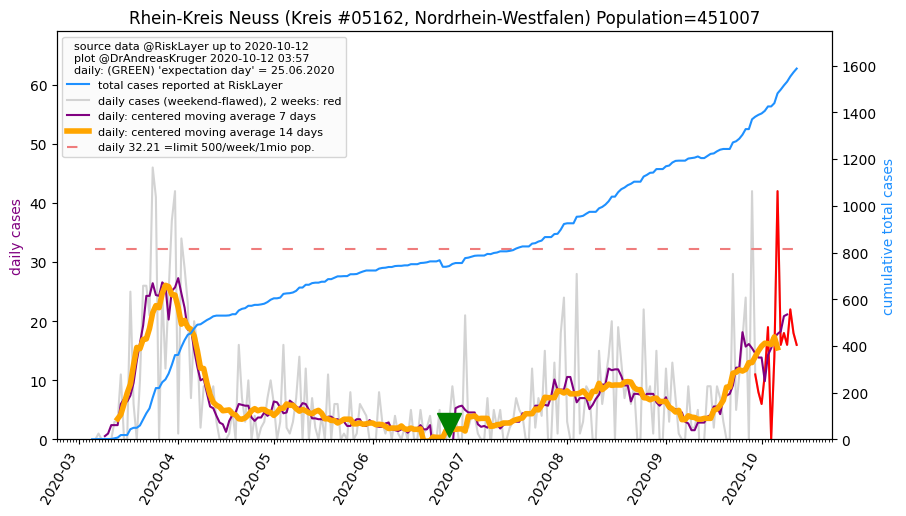 Rhein-Kreis Neuss (Kreis #05162, Nordrhein-Westfalen) Population=451007
source data @RiskLayer up to 2020-10-12
plot @DrAndreasKruger 2020-10-12 03:57
daily: (GREEN) 'expectation day' = 25.06.2020
total cases reported at RiskLayer
daily cases (weekend-flawed), 2 weeks: red
daily: centered moving average 7 days
daily: centered moving average 14 days
daily 32.21 =limit 500/week/1mio pop.
daily cases
60
50
40
30
20
10
0
1600
1400
1200
1000
800
600
400
200
0
cumulative total cases
2020-03
2020-04
2020-05
2020-06
2020-07
2020-08
2020-09
2020-10